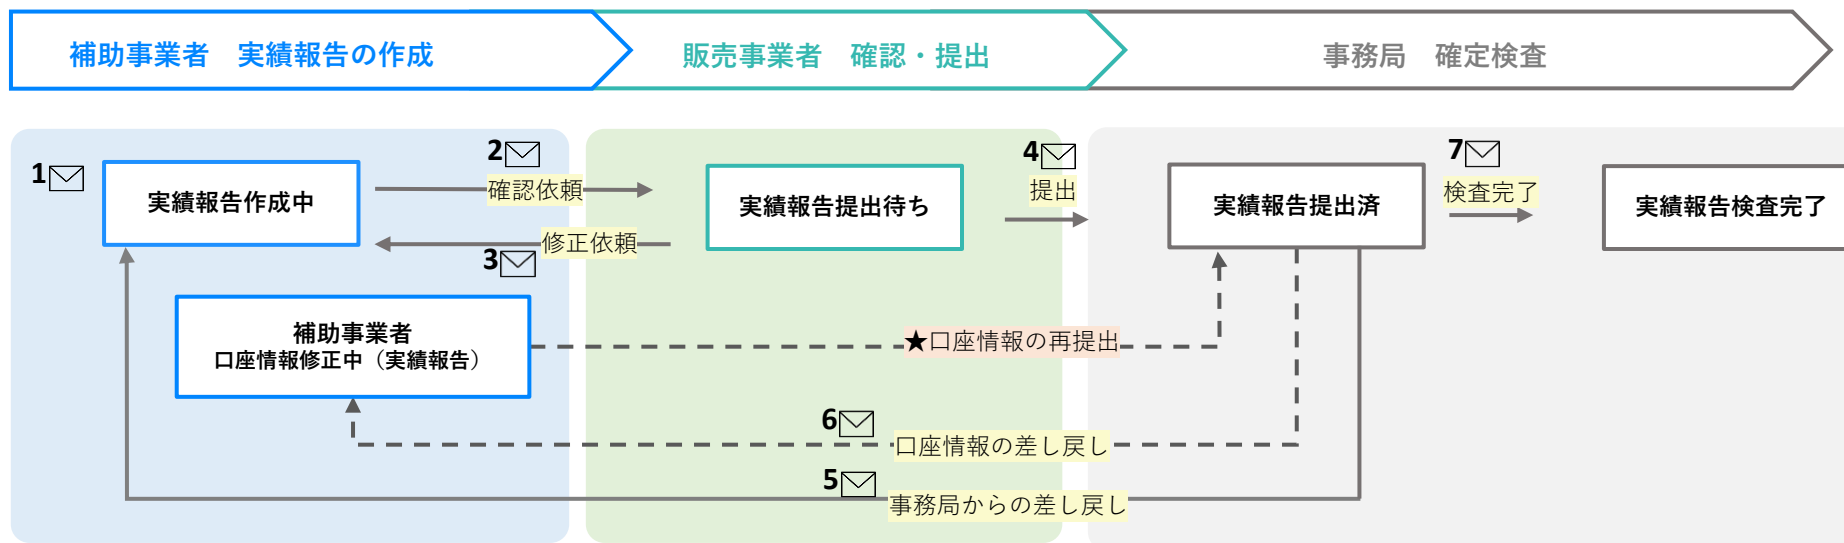 補助事業者　実績報告の作成
販売事業者　確認・提出
事務局　確定検査
1
実績報告作成中
2
確認依頼
修正依頼
3
実績報告提出待ち
4
提出
実績報告提出済
7
検査完了
実績報告検査完了
補助事業者
口座情報修正中（実績報告）
★口座情報の再提出
6
口座情報の差し戻し
5
事務局からの差し戻し